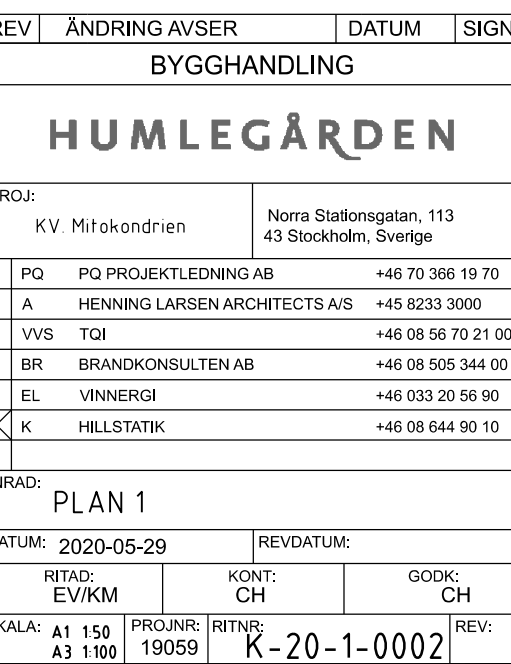 REV ÄNDRING AVSER DATUM SIGN
BYGGHANDLING
HUMLEGÅRDEN
ROJ:
KV. Mitokondrien
Norra Stationsgatan, 113
43 Stockholm, Sverige
PQ PQ PROJEKTLEDNING AB +46 70 366 19 70
A HENNING LARSEN ARCHITECTS A/S +45 8233 3000
VVS TQI +46 08 56 70 21 00
BR BRANDKONSULTEN AB +46 08 505 344 00
EL VINNERGI +46 033 20 56 90
K HILLSTATIK +46 08 644 90 10
NRAD:
PLAN 1
ATUM: 2020-05-29 REVDATUM:
RITAD: KONT: GODK:
EV/KM CH CH
KALA: A1 1:50 PROJNR: RITNR: REV:
A3 1:100 19059 K-20-1-0002